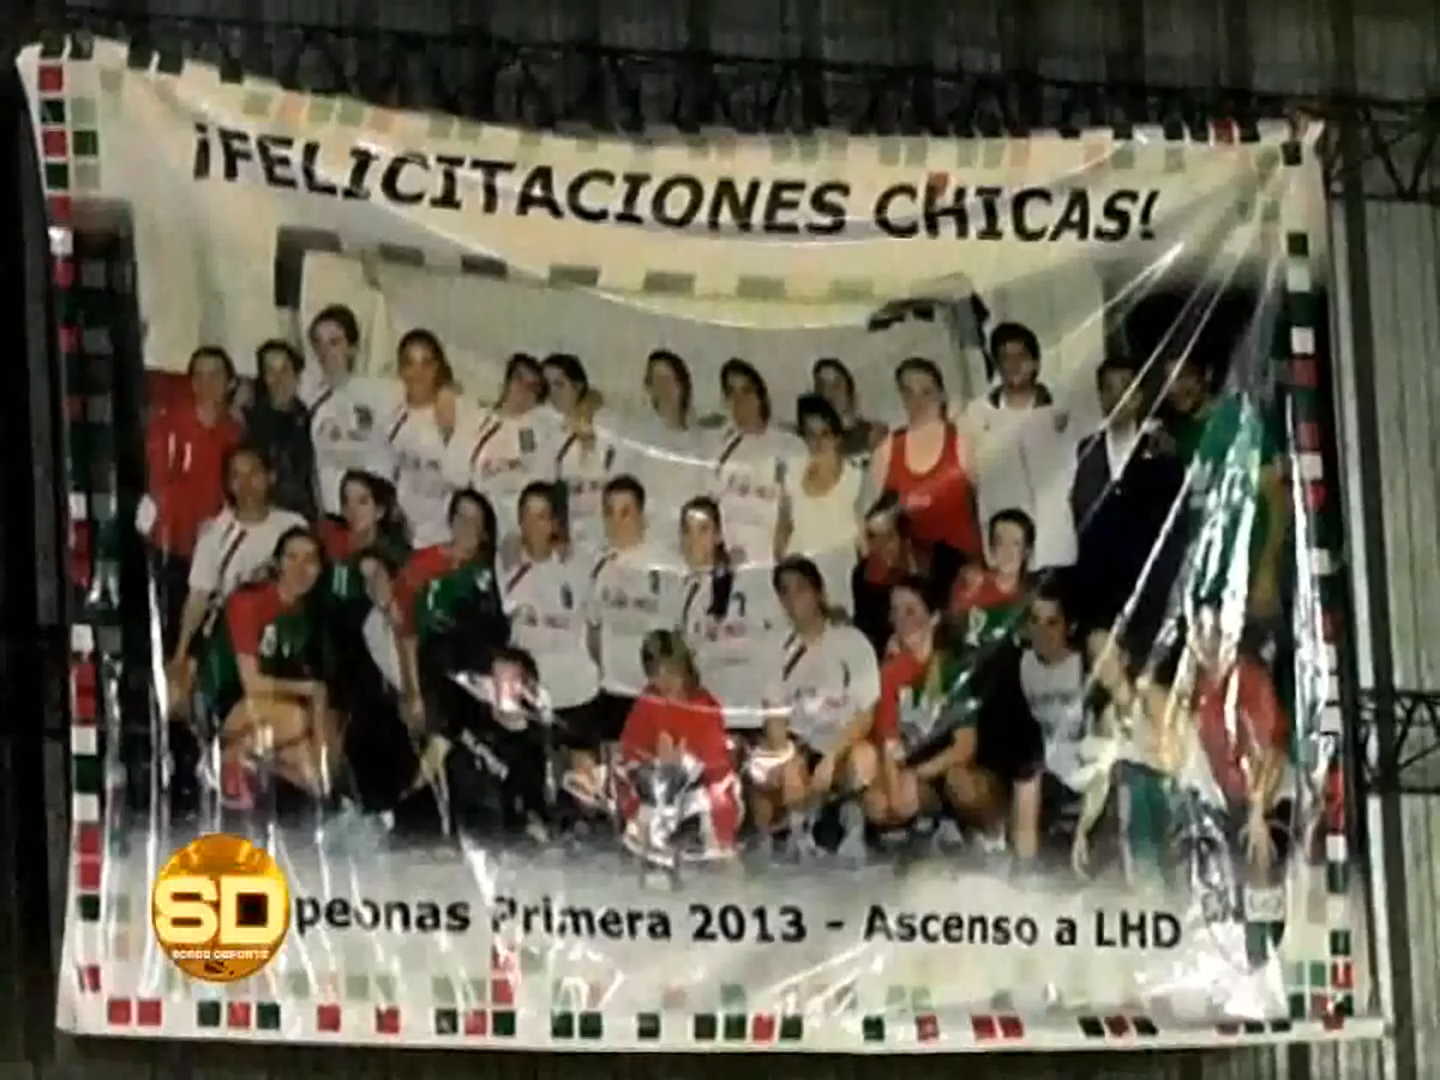 ¡FELICITACIONES CHICAS!
peonas Primera 2013 - Ascenso a LHD
SD